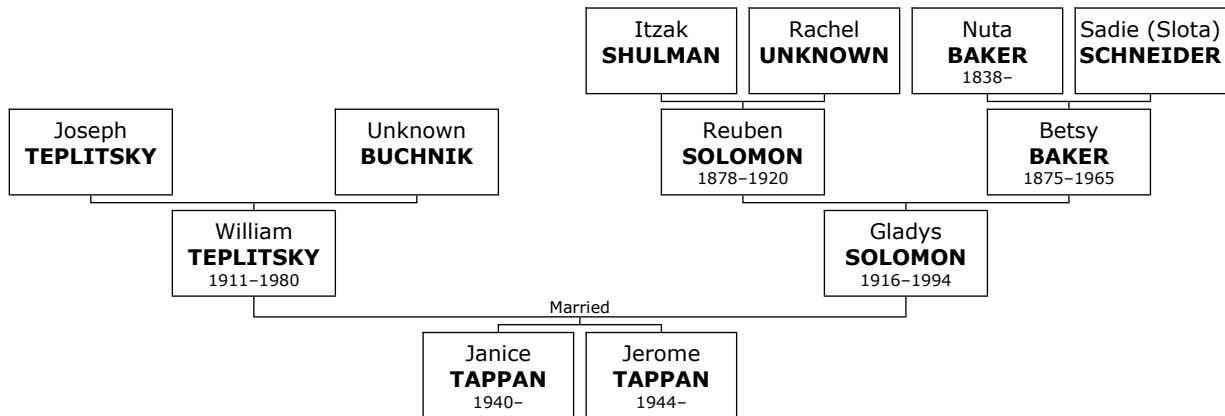 Itzak
SHULMAN
Rachel
UNKNOWN
Nuta
BAKER
1838–
Sadie (Slota)
SCHNEIDER
Joseph
TEPLITSKY
Unknown
BUCHNIK
Reuben
SOLOMON
1878–1920
Betsy
BAKER
1875–1965
William
TEPLITSKY
1911–1980
Gladys
SOLOMON
1916–1994
Married
Janice
TAPPAN
1940–
Jerome
TAPPAN
1944–